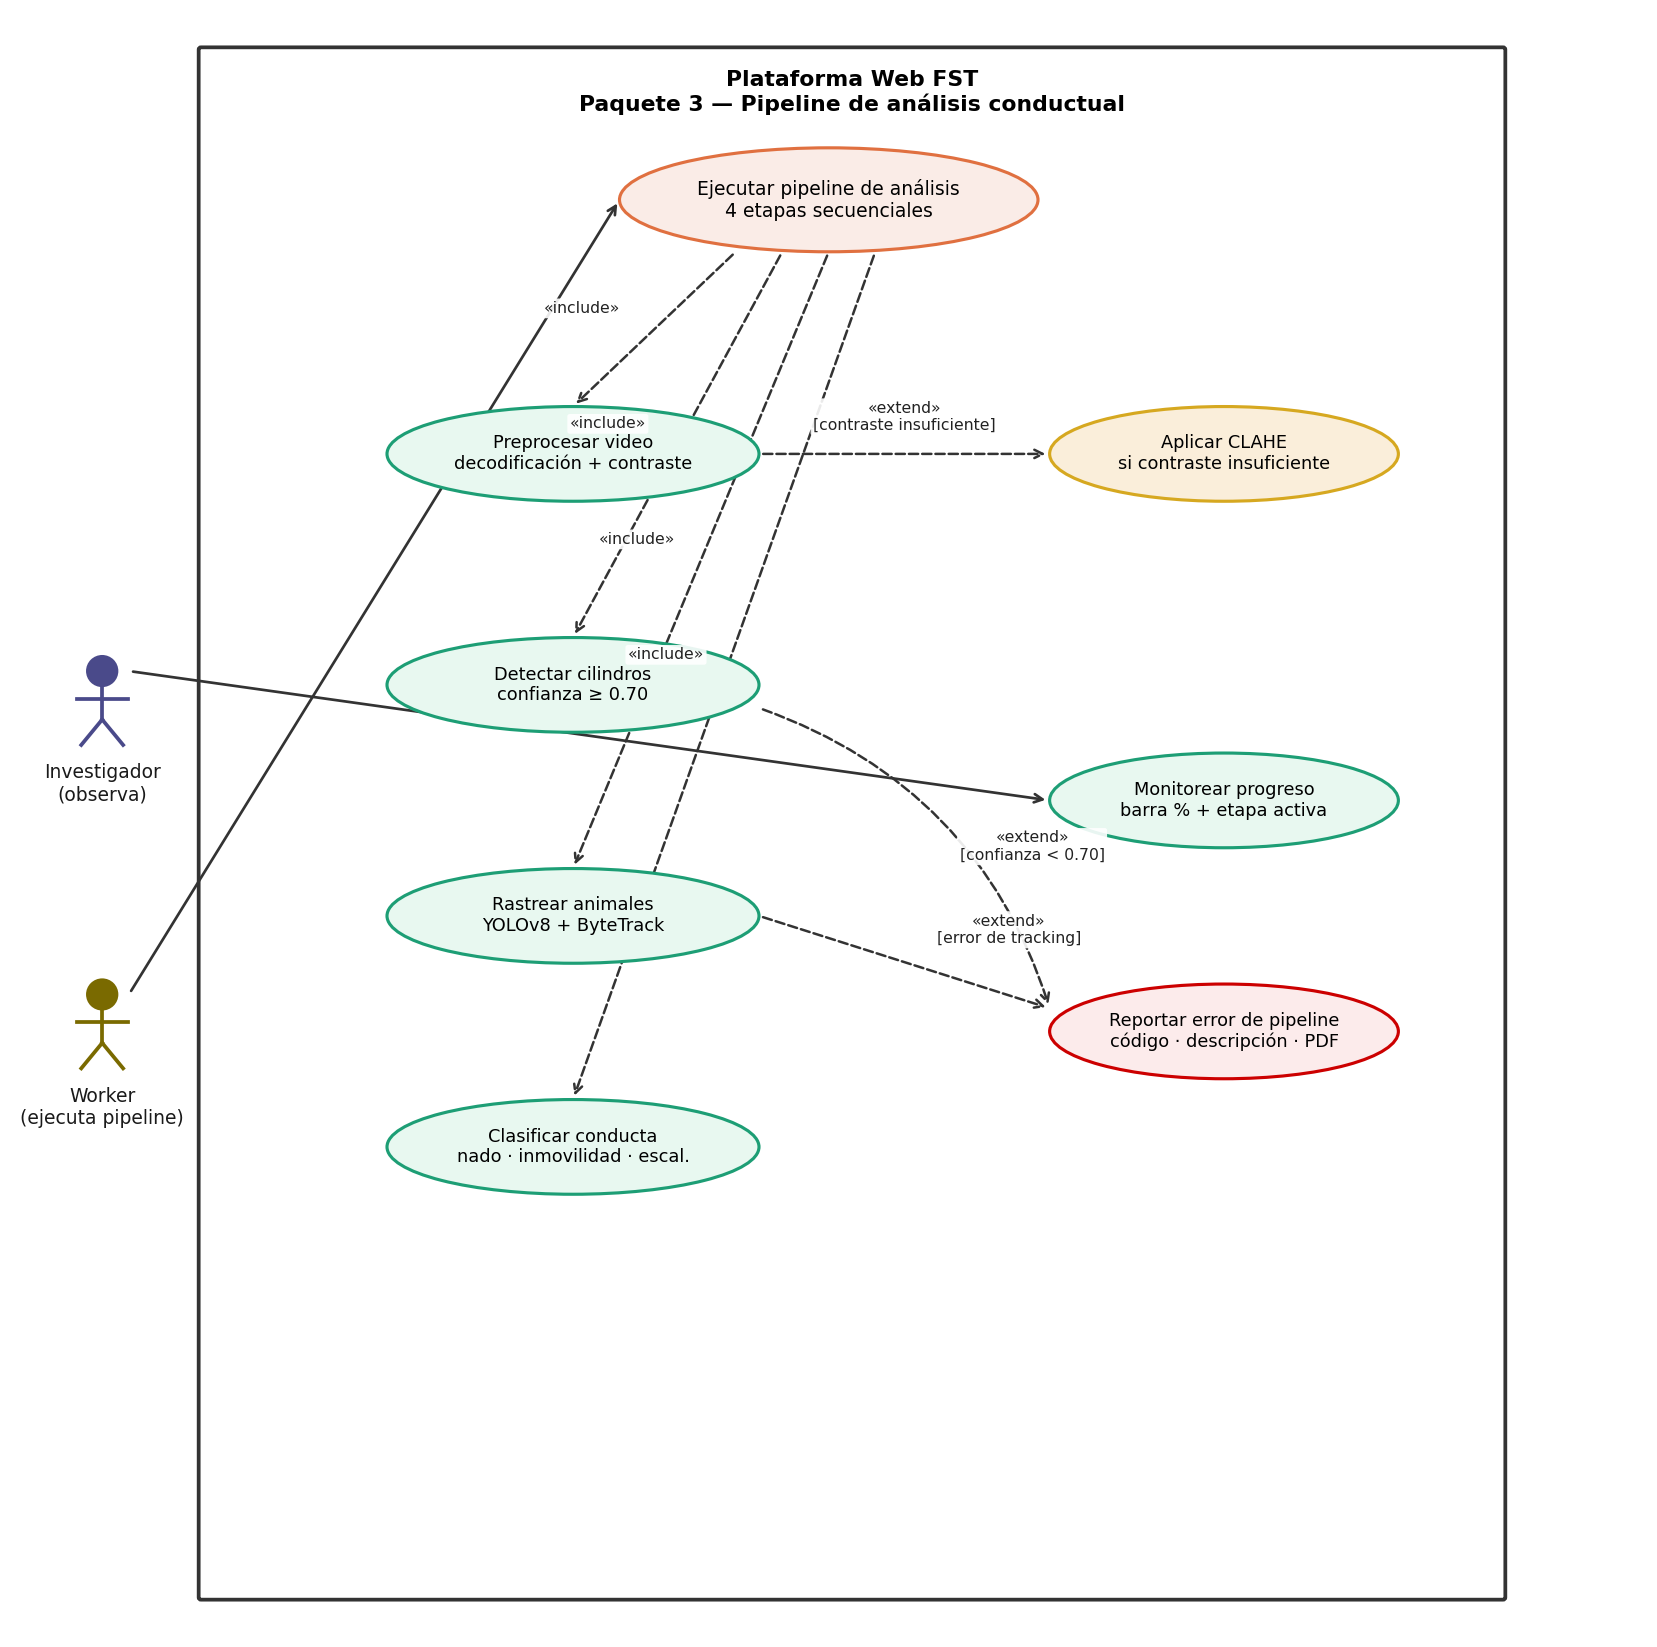 Plataforma Web FST
Paquete 3 — Pipeline de análisis conductual
Ejecutar pipeline de análisis
4 etapas secuenciales
«include»
«extend»
[contraste insuficiente]
«include»
Preprocesar video
decodificación + contraste
Aplicar CLAHE
si contraste insuficiente
«include»
«include»
Detectar cilindros
confianza ≥ 0.70
Investigador
(observa)
Monitorear progreso
barra % + etapa activa
«extend»
[confianza < 0.70]
Rastrear animales
YOLOv8 + ByteTrack
«extend»
[error de tracking]
Reportar error de pipeline
código · descripción · PDF
Worker
(ejecuta pipeline)
Clasificar conducta
nado · inmovilidad · escal.